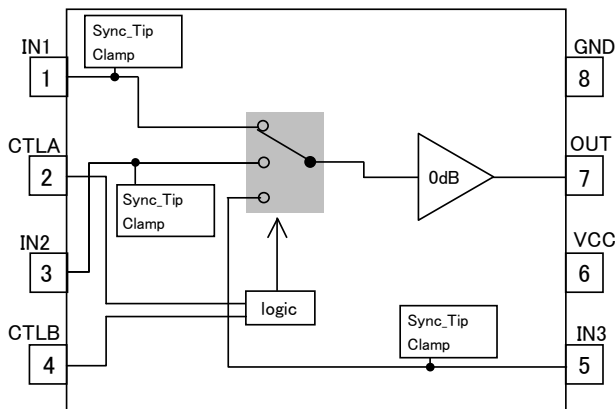 Sync_Tip
Clamp
IN1
1
GND
8
CTLA
2
0dB
OUT
7
Sync_Tip
Clamp
IN2
3
VCC
6
logic
CTLB
4
Sync_Tip
Clamp
IN3
5